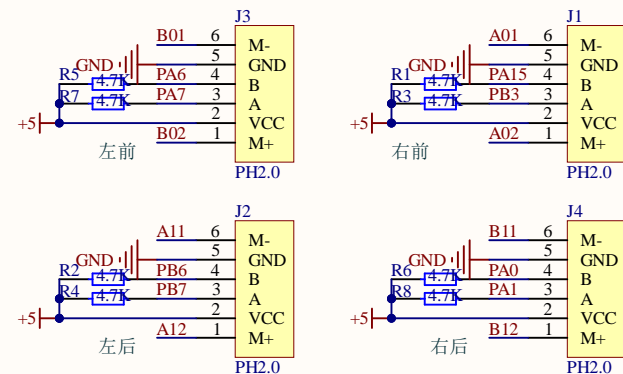 J3
B01 6 M-
GND 5 GND
R5 4.7K PA6 4 B
R7 4.7K PA7 3 A
+5 2 VCC
B02 1 M+
左前
PH2.0
J1
A01 6 M-
GND 5 GND
R1 4.7K PA15 4 B
R3 4.7K PB3 3 A
+5 2 VCC
A02 1 M+
右前
PH2.0
J2
A11 6 M-
GND 5 GND
R2 4.7K PB6 4 B
R4 4.7K PB7 3 A
+5 2 VCC
A12 1 M+
左后
PH2.0
J4
B11 6 M-
GND 5 GND
R6 4.7K PA0 4 B
R8 4.7K PA1 3 A
+5 2 VCC
B12 1 M+
右后
PH2.0